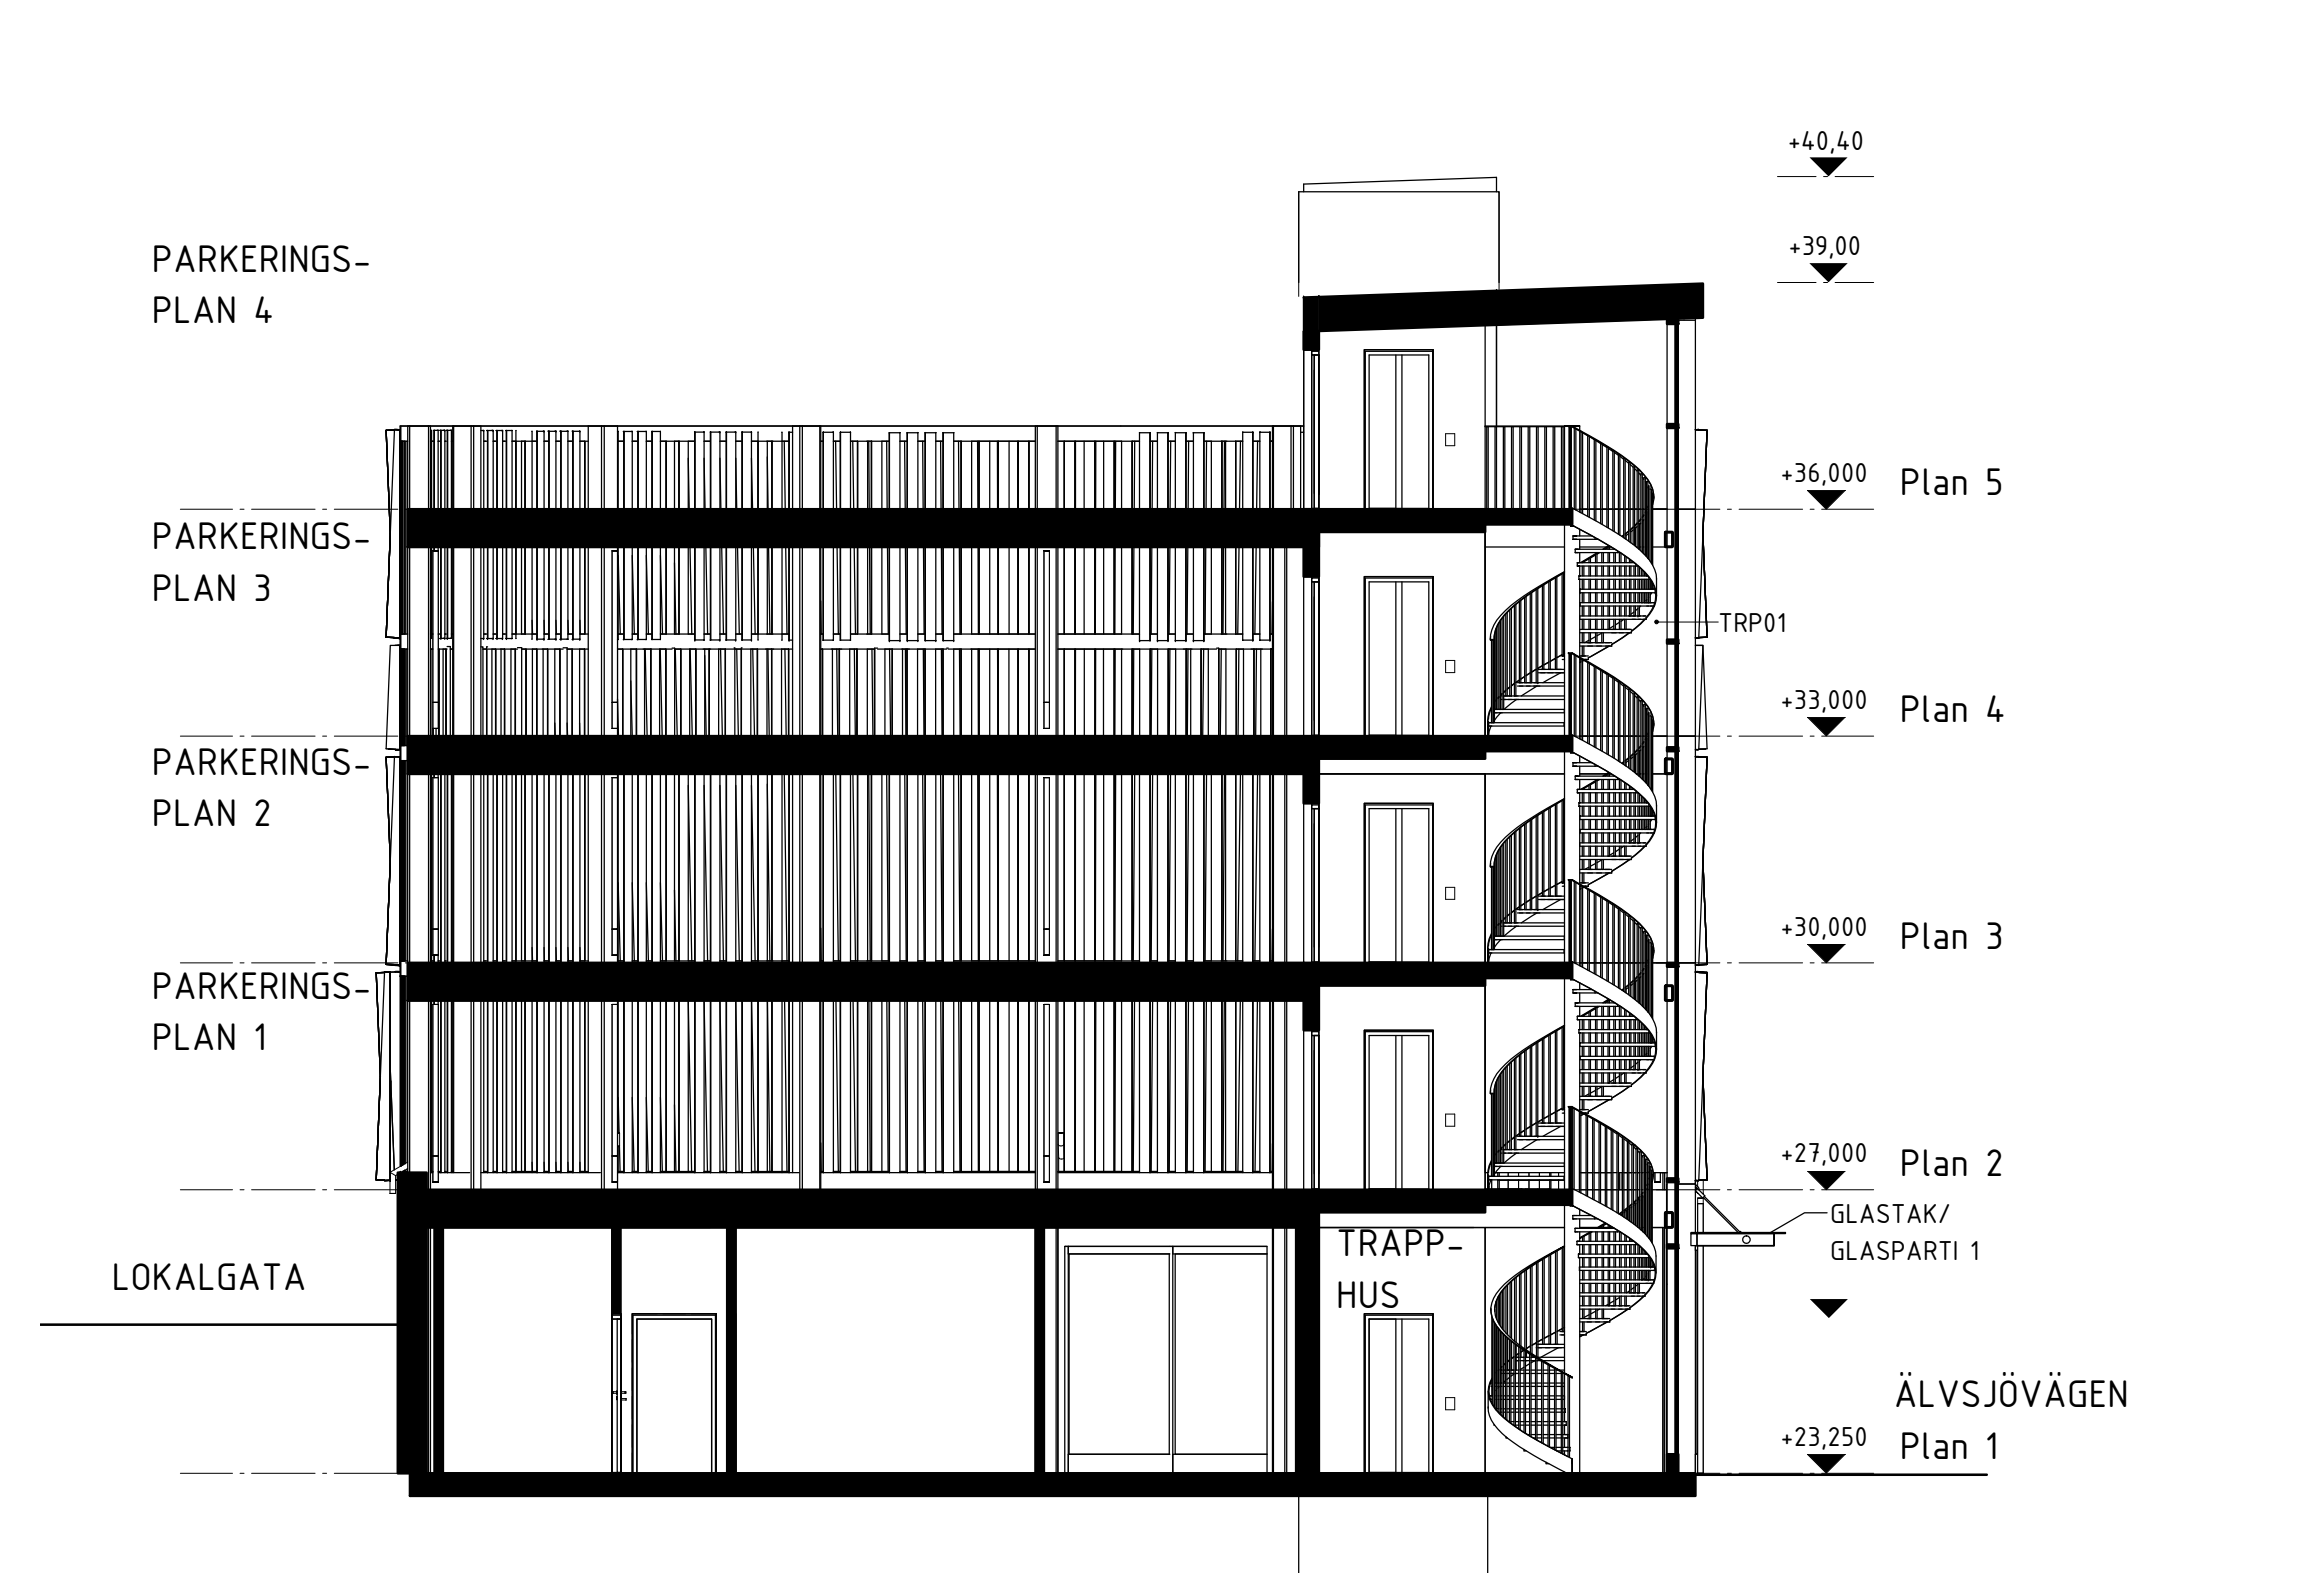 +40,40
+39,00
PARKERINGS-
PLAN 4
+36,000 Plan 5
PARKERINGS-
PLAN 3
TRP01
+33,000 Plan 4
PARKERINGS-
PLAN 2
+30,000 Plan 3
PARKERINGS-
PLAN 1
+27,000 Plan 2
GLASTAK/
GLASPARTI 1
TRAPP-
HUS
LOKALGATA
ÄLVSJÖVÄGEN
+23,250 Plan 1